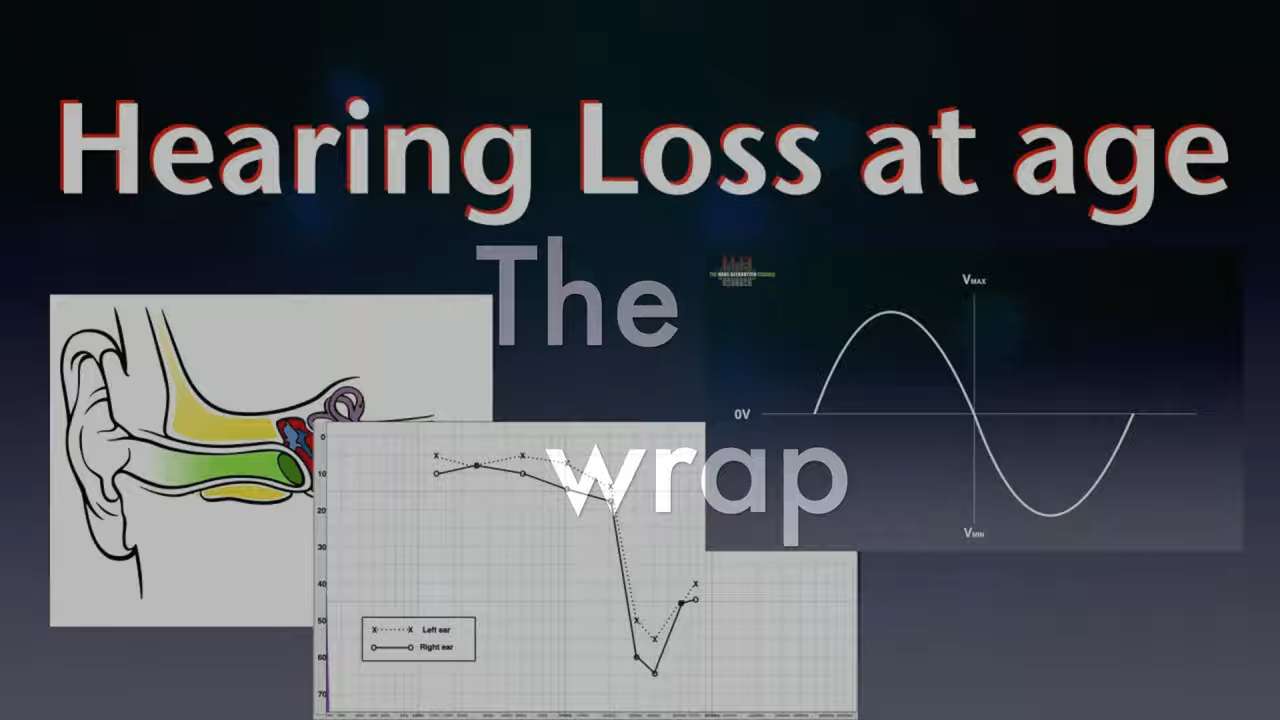 Hearing Loss at age
The
wrap
VMAX
0V
VMIN
0
10
20
30
40
50
60
70
X X Left ear
Right ear